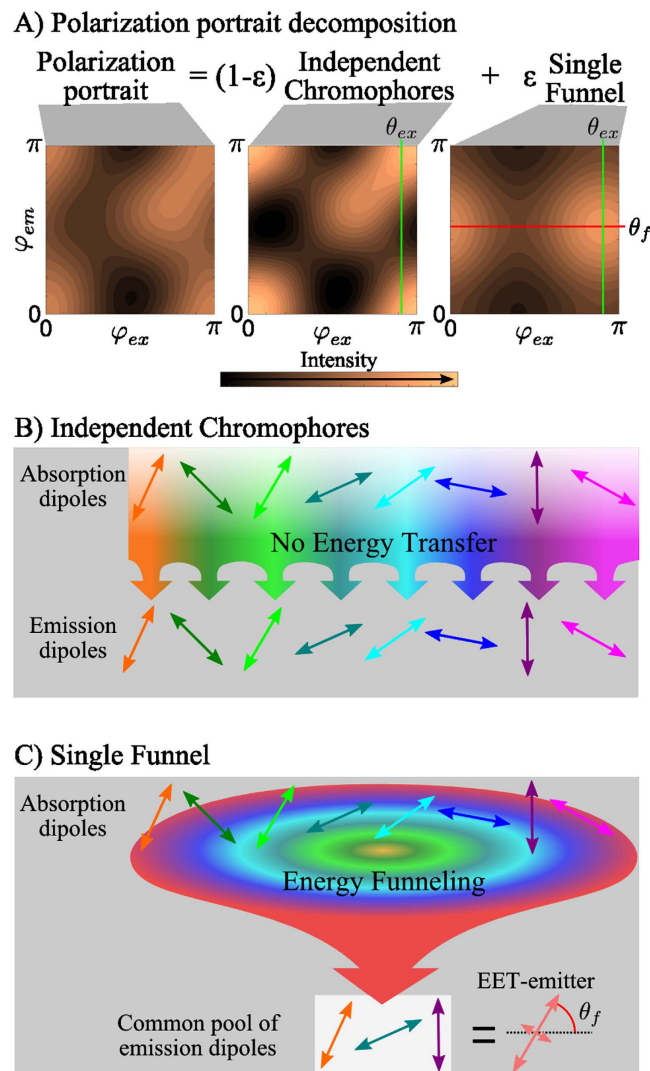 A) Polarization portrait decomposition
Polarization portrait = (1-ε) Independent Chromophores + ε Single Funnel
θex
θex
π
π
π
φem
θf
0
0
0
0
π
0
π
0
π
φex
φex
φex
Intensity
B) Independent Chromophores
Absorption
dipoles
No Energy Transfer
Emission
dipoles
C) Single Funnel
Absorption
dipoles
Energy Funneling
EET-emitter
Common pool of
emission dipoles
=
θf